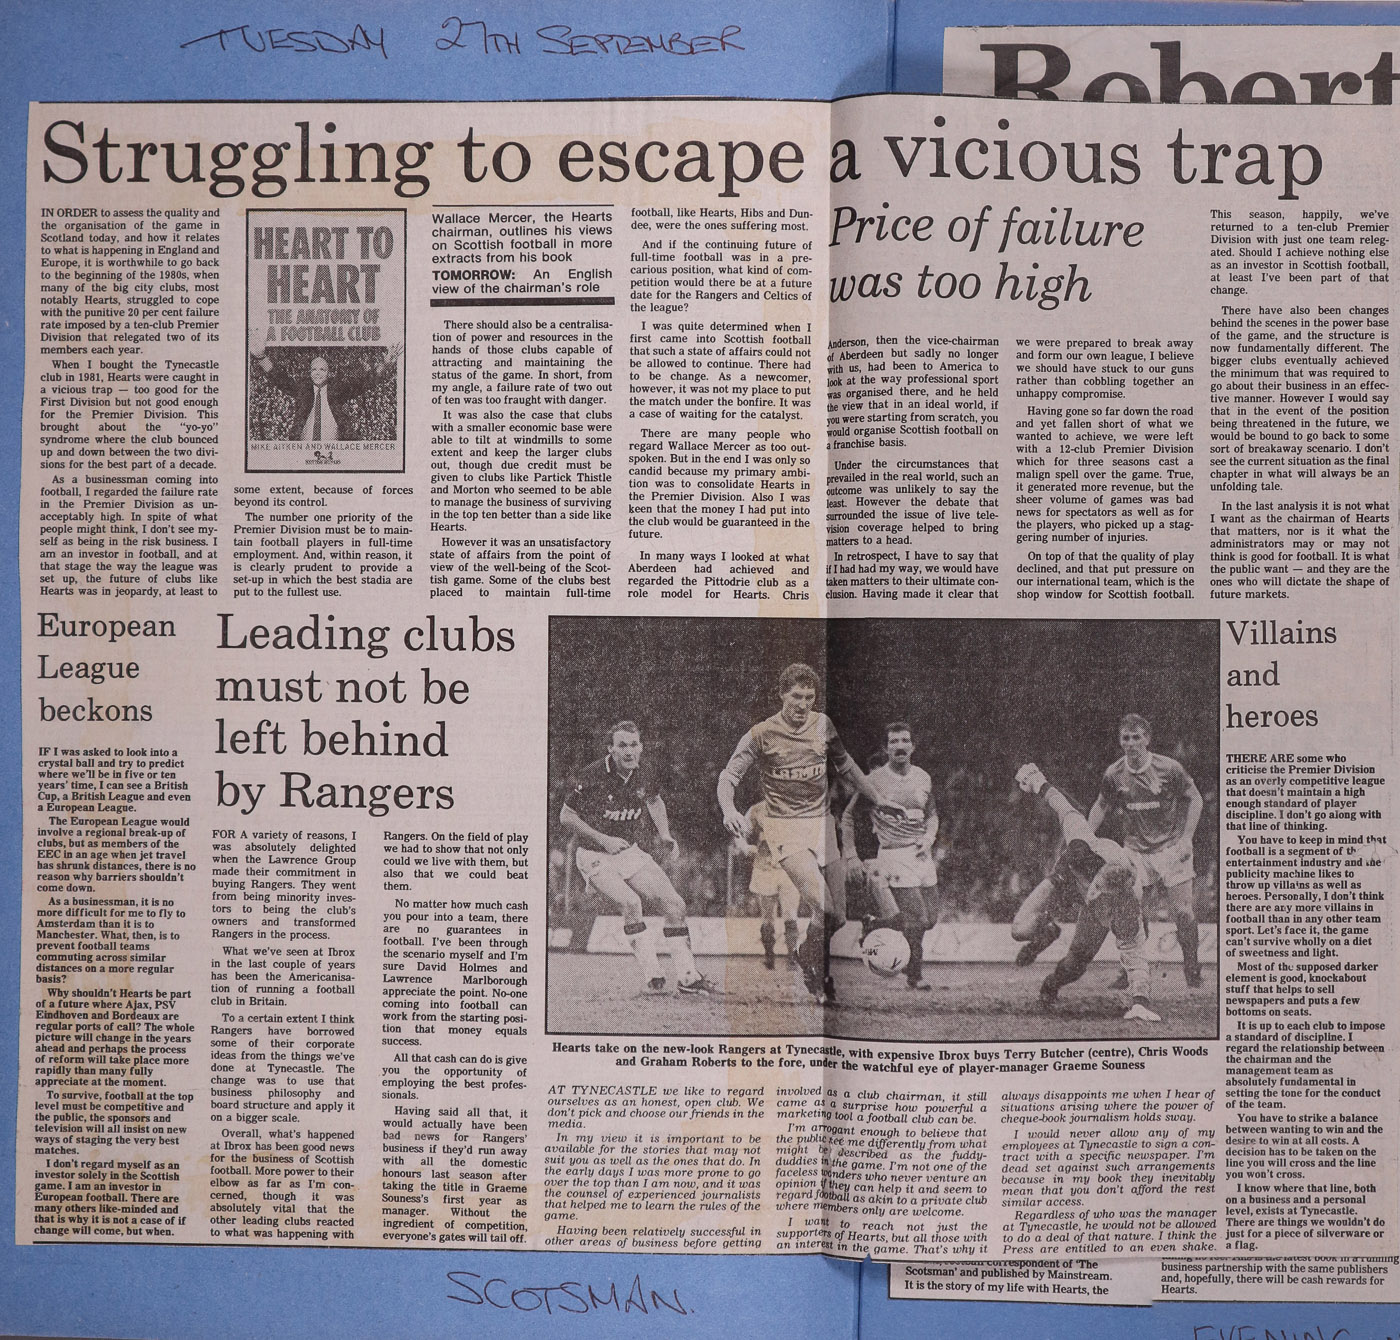 TUESDAY 27TH SEPTEMBER
Robert
Struggling to escape a vicious trap
IN ORDER to assess the quality and
the organisation of the game in
Scotland today, and how it relates
to what is happening in England and
Europe, it is worthwhile to go back
to the beginning of the 1980s, when
many of the big city clubs, most
notably Hearts, struggled to cope
with the punitive 20 per cent failure
rate imposed by a ten-club Premier
Division that relegated two of its
members each year.
When I bought the Tynecastle
club in 1981, Hearts were caught in
a vicious trap — too good for the
First Division but not good enough
for the Premier Division. This
brought about the "yo-yo"
syndrome where the club bounced
up and down between the two divi-
sions for the best part of a decade.
As a businessman coming into
football, I regarded the failure rate
in the Premier Division as un-
acceptably high. In spite of what
people might think, I don't see my-
self as being in the risk business. I
am an investor in football, and at
that stage the way the league was
set up, the future of clubs like
Hearts was in jeopardy, at least to
HEART TO
HEART
THE ANATOMY OF
A FOOTBALL CLUB
MIKE AITKEN AND WALLACE MERCER
some extent, because of forces
beyond its control.
The number one priority of the
Premier Division must be to main-
tain football players in full-time
employment. And, within reason, it
is clearly prudent to provide a
set-up in which the best stadia are
put to the fullest use.
Wallace Mercer, the Hearts
chairman, outlines his views
on Scottish football in more
extracts from his book
TOMORROW: An English
view of the chairman's role
There should also be a centralisa-
tion of power and resources in the
hands of those clubs capable of
attracting and maintaining the
status of the game. In short, from
my angle, a failure rate of two out
of ten was too fraught with danger.
It was also the case that clubs
with a smaller economic base were
able to tilt at windmills to some
extent and keep the larger clubs
out, though due credit must be
given to clubs like Partick Thistle
and Morton who seemed to be able
to manage the business of surviving
in the top ten better than a side like
Hearts.
However it was an unsatisfactory
state of affairs from the point of
view of the well-being of the Scot-
tish game. Some of the clubs best
placed to maintain full-time
football, like Hearts, Hibs and Dun-
dee, were the ones suffering most.
And if the continuing future of
full-time football was in a pre-
carious position, what kind of com-
petition would there be at a future
date for the Rangers and Celtics of
the league?
I was quite determined when I
first came into Scottish football
that such a state of affairs could not
be allowed to continue. There had
to be change. As a newcomer,
however, it was not my place to put
the match under the bonfire. It was
a case of waiting for the catalyst.
There are many people who
regard Wallace Mercer as too out-
spoken. But in the end I was only so
candid because my primary ambi-
tion was to consolidate Hearts in
the Premier Division. Also I was
keen that the money I had put into
the club would be guaranteed in the
future.
In many ways I looked at what
Aberdeen had achieved and
regarded the Pittodrie club as a
role model for Hearts. Chris
Price of failure
was too high
Anderson, then the vice-chairman
of Aberdeen but sadly no longer
with us, had been to America to
look at the way professional sport
was organised there, and he held
the view that in an ideal world, if
you were starting from scratch, you
would organise Scottish football on
a franchise basis.
Under the circumstances that
prevailed in the real world, such an
outcome was unlikely to say the
least. However the debate that
surrounded the issue of live tele-
vision coverage helped to bring
matters to a head.
In retrospect, I have to say that
if I had had my way, we would have
taken matters to their ultimate con-
clusion. Having made it clear that
we were prepared to break away
and form our own league, I believe
we should have stuck to our guns
rather than cobbling together an
unhappy compromise.
Having gone so far down the road
and yet fallen short of what we
wanted to achieve, we were left
with a 12-club Premier Division
which for three seasons cast a
malign spell over the game. True,
it generated more revenue, but the
sheer volume of games was bad
news for spectators as well as for
the players, who picked up a stag-
gering number of injuries.
On top of that the quality of play
declined, and that put pressure on
our international team, which is the
shop window for Scottish football.
This season, happily, we've
returned to a ten-club Premier
Division with just one team releg-
ated. Should I achieve nothing else
as an investor in Scottish football,
at least I've been part of that
change.
There have also been changes
behind the scenes in the power base
of the game, and the structure is
now fundamentally different. The
bigger clubs eventually achieved
the minimum that was required to
go about their business in an effec-
tive manner. However I would say
that in the event of the position
being threatened in the future, we
would be bound to go back to some
sort of breakaway scenario. I don't
see the current situation as the final
chapter in what will always be an
unfolding tale.
In the last analysis it is not what
I want as the chairman of Hearts
that matters, nor is it what the
administrators may or may not
think is good for football. It is what
the public want — and they are the
ones who will dictate the shape of
future markets.
European
League
beckons
IF I was asked to look into a
crystal ball and try to predict
where we'll be in five or ten
years' time, I can see a British
Cup, a British League and even
a European League.
The European League would
involve a regional break-up of
clubs, but as members of the
EEC in an age when jet travel
has shrunk distances, there is no
reason why barriers shouldn't
come down.
As a businessman, it is no
more difficult for me to fly to
Amsterdam than it is to
Manchester. What, then, is to
prevent football teams
commuting across similar
distances on a more regular
basis?
Why shouldn't Hearts be part
of a future where Ajax, PSV
Eindhoven and Bordeaux are
regular ports of call? The whole
picture will change in the years
ahead and perhaps the process
of reform will take place more
rapidly than many fully
appreciate at the moment.
To survive, football at the top
level must be competitive and
the public, the sponsors and
television will all insist on new
ways of staging the very best
matches.
I don't regard myself as an
investor solely in the Scottish
game. I am an investor in
European football. There are
many others like-minded and
that is why it is not a case of if
change will come, but when.
Leading clubs
must not be
left behind
by Rangers
FOR A variety of reasons, I
was absolutely delighted
when the Lawrence Group
made their commitment in
buying Rangers. They went
from being minority inves-
tors to being the club's
owners and transformed
Rangers in the process.
What we've seen at Ibrox
in the last couple of years
has been the Americanisa-
tion of running a football
club in Britain.
To a certain extent I think
Rangers have borrowed
some of their corporate
ideas from the things we've
done at Tynecastle. The
change was to use that
business philosophy and
board structure and apply it
on a bigger scale.
Overall, what's happened
at Ibrox has been good news
for the business of Scottish
football. More power to their
elbow as far as I'm con-
cerned, though it was
absolutely vital that the
other leading clubs reacted
to what was happening with
Rangers. On the field of play
we had to show that not only
could we live with them, but
also that we could beat
them.
No matter how much cash
you pour into a team, there
are no guarantees in
football. I've been through
the scenario myself and I'm
sure David Holmes and
Lawrence Marlborough
appreciate the point. No-one
coming into football can
work from the starting posi-
tion that money equals
success.
All that cash can do is give
you the opportunity of
employing the best profes-
sionals.
Having said all that, it
would actually have been
bad news for Rangers'
business if they'd run away
with all the domestic
honours last season after
taking the title in Graeme
Souness's first year as
manager. Without the
ingredient of competition,
everyone's gates will tail off.
Hearts take on the new-look Rangers at Tynecastle, with expensive Ibrox buys Terry Butcher (centre), Chris Woods
and Graham Roberts to the fore, under the watchful eye of player-manager Graeme Souness
AT TYNECASTLE we like to regard
ourselves as an honest, open club. We
don't pick and choose our friends in the
media.
In my view it is important to be
available for the stories that may not
suit you as well as the ones that do. In
the early days I was more prone to go
over the top than I am now, and it was
the counsel of experienced journalists
that helped me to learn the rules of the
game.
Having been relatively successful in
other areas of business before getting
involved as a club chairman, it still
came as a surprise how powerful a
marketing tool a football club can be.
I'm arrogant enough to believe that
the public see me differently from what
might be described as the fuddy-
duddies in the game. I'm not one of the
faceless wonders who never venture an
opinion if they can help it and seem to
regard football as akin to a private club
where members only are welcome.
I want to reach not just the
supporters of Hearts, but all those with
an interest in the game. That's why it
always disappoints me when I hear of
situations arising where the power of
cheque-book journalism holds sway.
I would never allow any of my
employees at Tynecastle to sign a con-
tract with a specific newspaper. I'm
dead set against such arrangements
because in my book they inevitably
mean that you don't afford the rest
similar access.
Regardless of who was the manager
at Tynecastle, he would not be allowed
to do a deal of that nature. I think the
Press are entitled to an even shake.
Villains
and
heroes
THERE ARE some who
criticise the Premier Division
as an overly competitive league
that doesn't maintain a high
enough standard of player
discipline. I don't go along with
that line of thinking.
You have to keep in mind that
football is a segment of the
entertainment industry and the
publicity machine likes to
throw up villains as well as
heroes. Personally, I don't think
there are any more villains in
football than in any other team
sport. Let's face it, the game
can't survive wholly on a diet
of sweetness and light.
Most of the supposed darker
element is good, knockabout
stuff that helps to sell
newspapers and puts a few
bottoms on seats.
It is up to each club to impose
a standard of discipline. I
regard the relationship between
the chairman and the
management team as
absolutely fundamental in
setting the tone for the conduct
of the team.
You have to strike a balance
between wanting to win and the
desire to win at all costs. A
decision has to be taken on the
line you will cross and the line
you won't cross.
I know where that line, both
on a business and a personal
level, exists at Tynecastle.
There are things we wouldn't do
just for a piece of silverware or
a flag.
correspondent of 'The
Scotsman' and published by Mainstream.
It is the story of my life with Hearts, the
business partnership with the same publishers
and, hopefully, there will be cash rewards for
Hearts.
SCOTSMAN.
EVENING